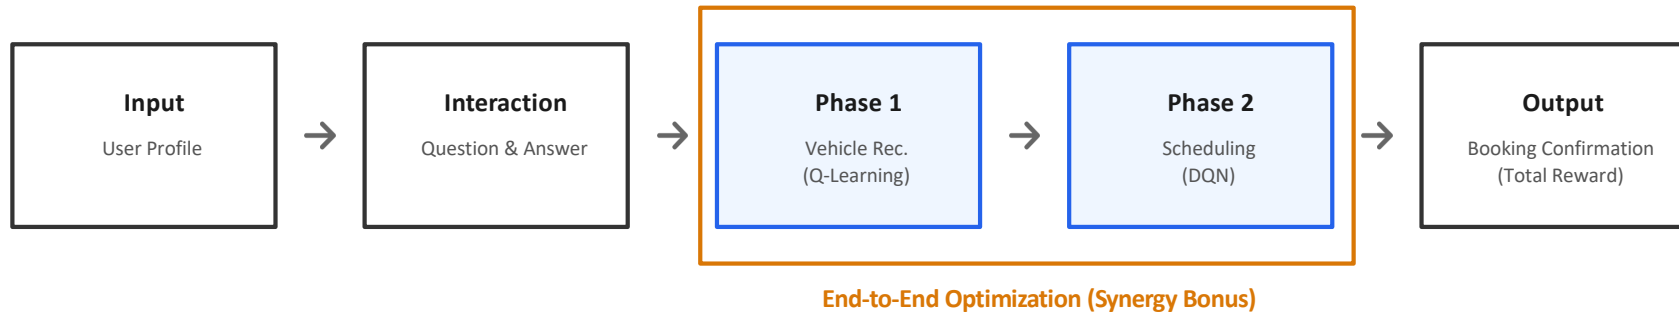 Input
User Profile
Interaction
Question & Answer
Phase 1
Vehicle Rec.
(Q-Learning)
Phase 2
Scheduling
(DQN)
Output
Booking Confirmation
(Total Reward)
End-to-End Optimization (Synergy Bonus)